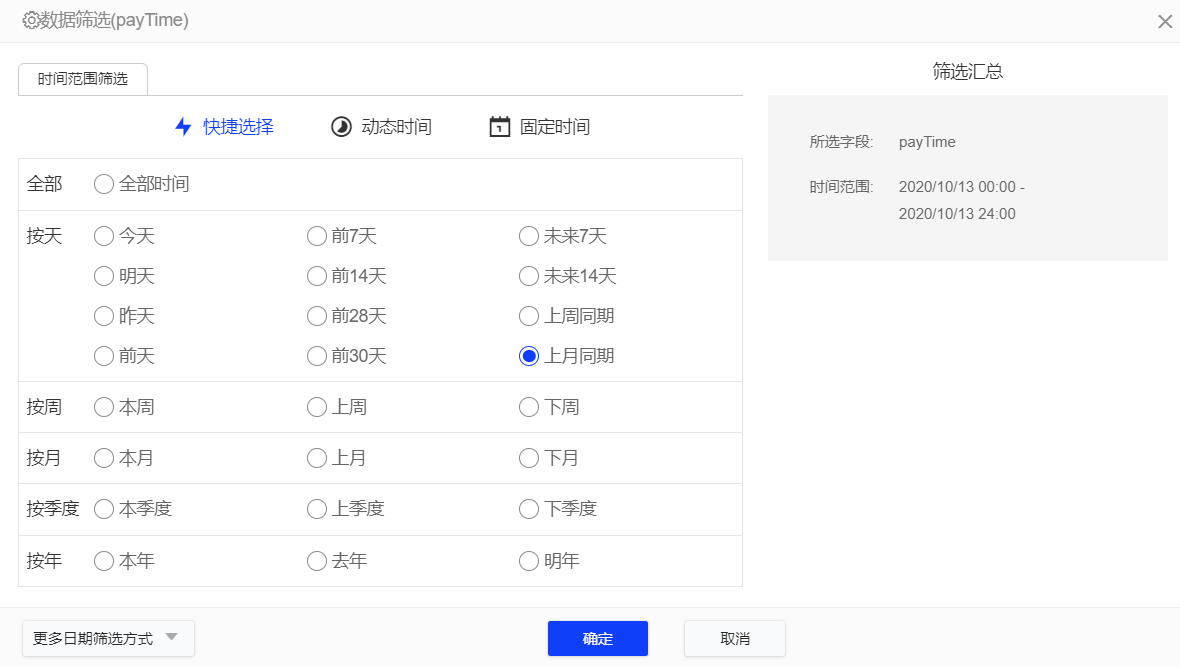 数据筛选(payTime)
时间范围筛选
快捷选择 动态时间 固定时间
全部 全部时间
按天 今天 前7天 未来7天
明天 前14天 未来14天
昨天 前28天 上周同期
前天 前30天 上月同期
按周 本周 上周 下周
按月 本月 上月 下月
按季度 本季度 上季度 下季度
按年 本年 去年 明年
筛选汇总
所选字段: payTime
时间范围: 2020/10/13 00:00 -
2020/10/13 24:00
更多日期筛选方式 确定 取消